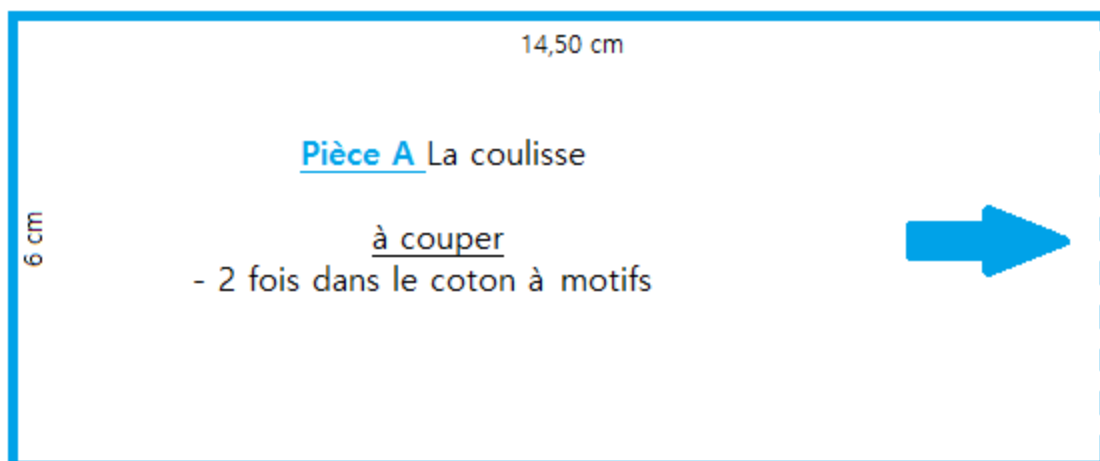 14,50 cm
Pièce A La coulisse
6 cm
à couper
- 2 fois dans le coton à motifs